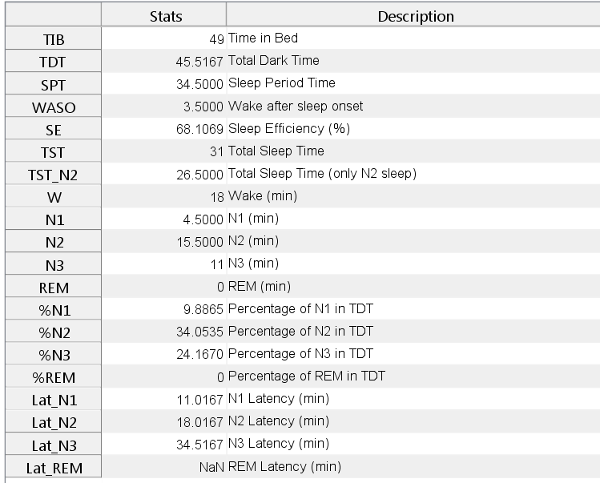 Stats Description
TIB 49 Time in Bed
TDT 45.5167 Total Dark Time
SPT 34.5000 Sleep Period Time
WASO 3.5000 Wake after sleep onset
SE 68.1069 Sleep Efficiency (%)
TST 31 Total Sleep Time
TST_N2 26.5000 Total Sleep Time (only N2 sleep)
W 18 Wake (min)
N1 4.5000 N1 (min)
N2 15.5000 N2 (min)
N3 11 N3 (min)
REM 0 REM (min)
%N1 9.8865 Percentage of N1 in TDT
%N2 34.0535 Percentage of N2 in TDT
%N3 24.1670 Percentage of N3 in TDT
%REM 0 Percentage of REM in TDT
Lat_N1 11.0167 N1 Latency (min)
Lat_N2 18.0167 N2 Latency (min)
Lat_N3 34.5167 N3 Latency (min)
Lat_REM NaN REM Latency (min)